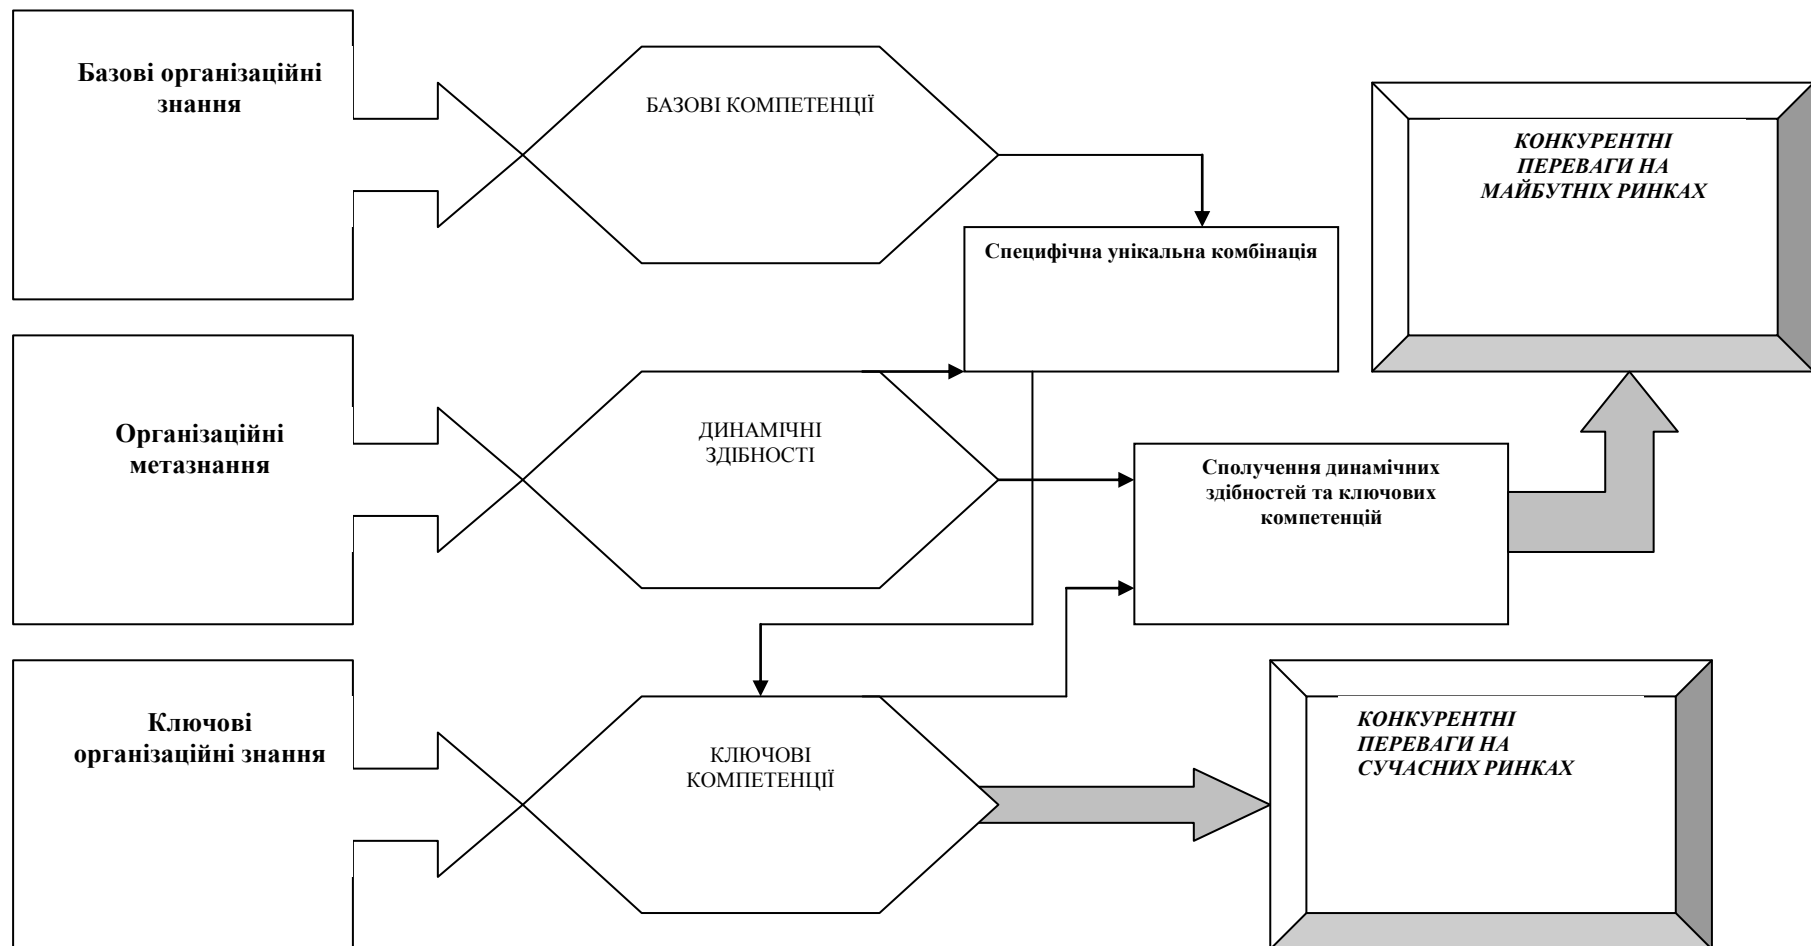 Базові організаційні
знання
БАЗОВІ КОМПЕТЕНЦІЇ
КОНКУРЕНТНІ
ПЕРЕВАГИ НА
МАЙБУТНІХ РИНКАХ
Специфічна унікальна комбінація
Організаційні
метазнання
ДИНАМІЧНІ
ЗДІБНОСТІ
Сполучення динамічних
здібностей та ключових
компетенцій
Ключові
організаційні знання
КЛЮЧОВІ
КОМПЕТЕНЦІЇ
КОНКУРЕНТНІ
ПЕРЕВАГИ НА
СУЧАСНИХ РИНКАХ